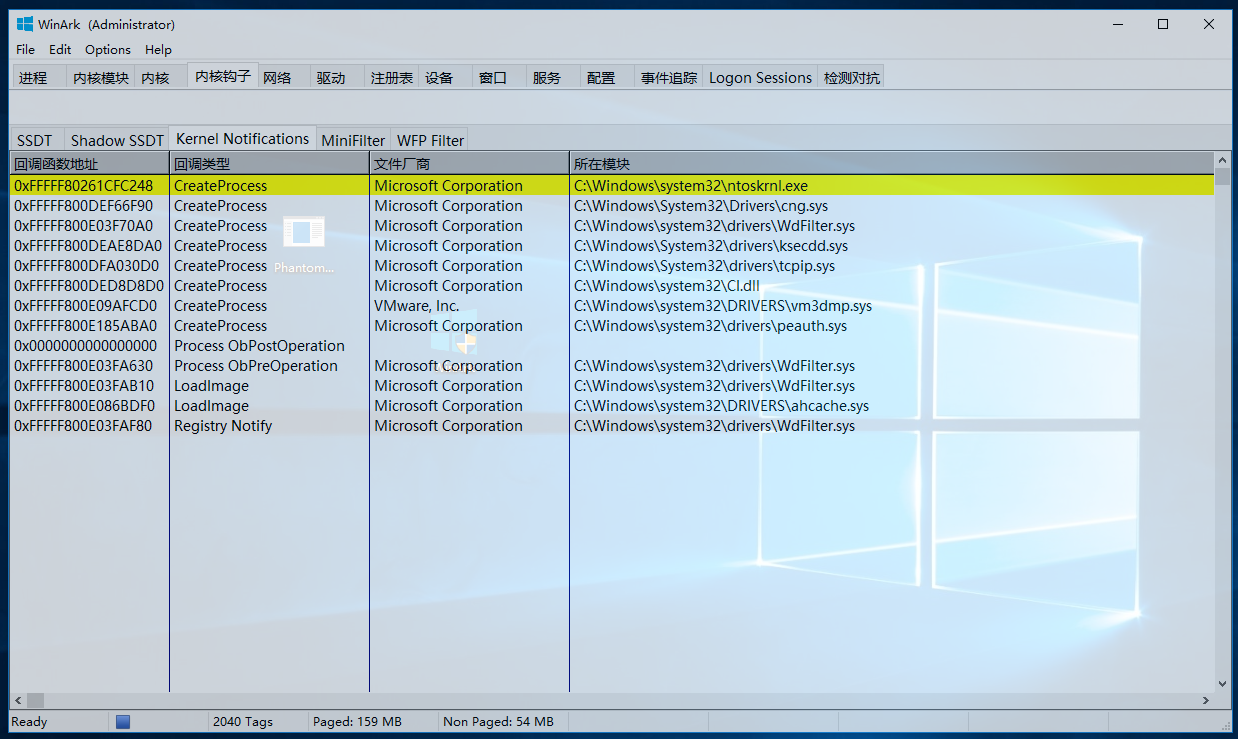 WinArk (Administrator)
File Edit Options Help
进程 内核模块 内核 内核钩子 网络 驱动 注册表 设备 窗口 服务 配置 事件追踪 Logon Sessions 检测对抗
SSDT Shadow SSDT Kernel Notifications MiniFilter WFP Filter
回调函数地址 回调类型 文件厂商 所在模块
0xFFFFF80261CFC248 CreateProcess Microsoft Corporation C:\Windows\system32\ntoskrnl.exe
0xFFFFF800DEF66F90 CreateProcess Microsoft Corporation C:\Windows\System32\Drivers\cng.sys
0xFFFFF800E03F70A0 CreateProcess Microsoft Corporation C:\Windows\system32\drivers\WdFilter.sys
0xFFFFF800DEAE8DA0 CreateProcess Microsoft Corporation C:\Windows\System32\drivers\ksecdd.sys
0xFFFFF800DFA030D0 CreateProcess Microsoft Corporation C:\Windows\System32\drivers\tcpip.sys
Phantom...
0xFFFFF800DED8D8D0 CreateProcess Microsoft Corporation C:\Windows\system32\CI.dll
0xFFFFF800E09AFCD0 CreateProcess VMware, Inc. C:\Windows\system32\DRIVERS\vm3dmp.sys
0xFFFFF800E185ABA0 CreateProcess Microsoft Corporation C:\Windows\system32\drivers\peauth.sys
0x0000000000000000 Process ObPostOperation
0xFFFFF800E03FA630 Process ObPreOperation Microsoft Corporation C:\Windows\system32\drivers\WdFilter.sys
0xFFFFF800E03FAB10 LoadImage Microsoft Corporation C:\Windows\system32\drivers\WdFilter.sys
0xFFFFF800E086BDF0 LoadImage Microsoft Corporation C:\Windows\system32\DRIVERS\ahcache.sys
0xFFFFF800E03FAF80 Registry Notify Microsoft Corporation C:\Windows\system32\drivers\WdFilter.sys
Ready 2040 Tags Paged: 159 MB Non Paged: 54 MB